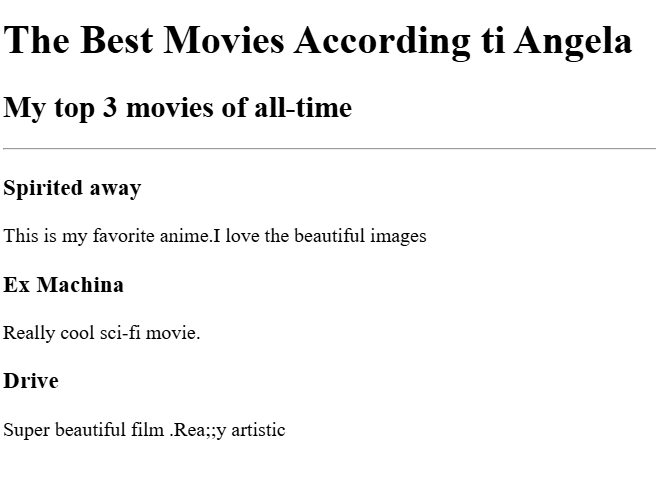 The Best Movies According ti Angela
My top 3 movies of all-time
Spirited away
This is my favorite anime.I love the beautiful images
Ex Machina
Really cool sci-fi movie.
Drive
Super beautiful film .Rea;;y artistic